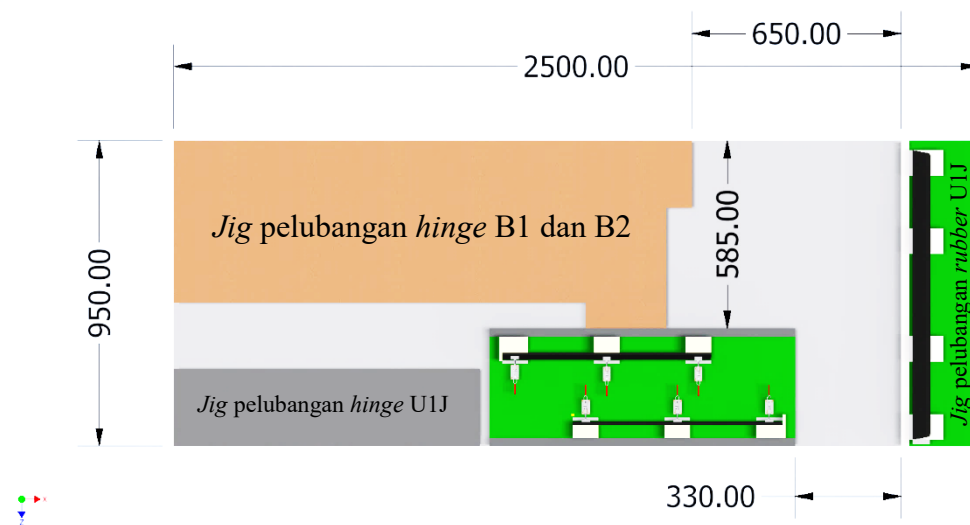 650.00
2500.00
950.00
Jig pelubangan hinge B1 dan B2
585.00
Jig pelubangan rubber U1J
Jig pelubangan hinge U1J
330.00
x
z